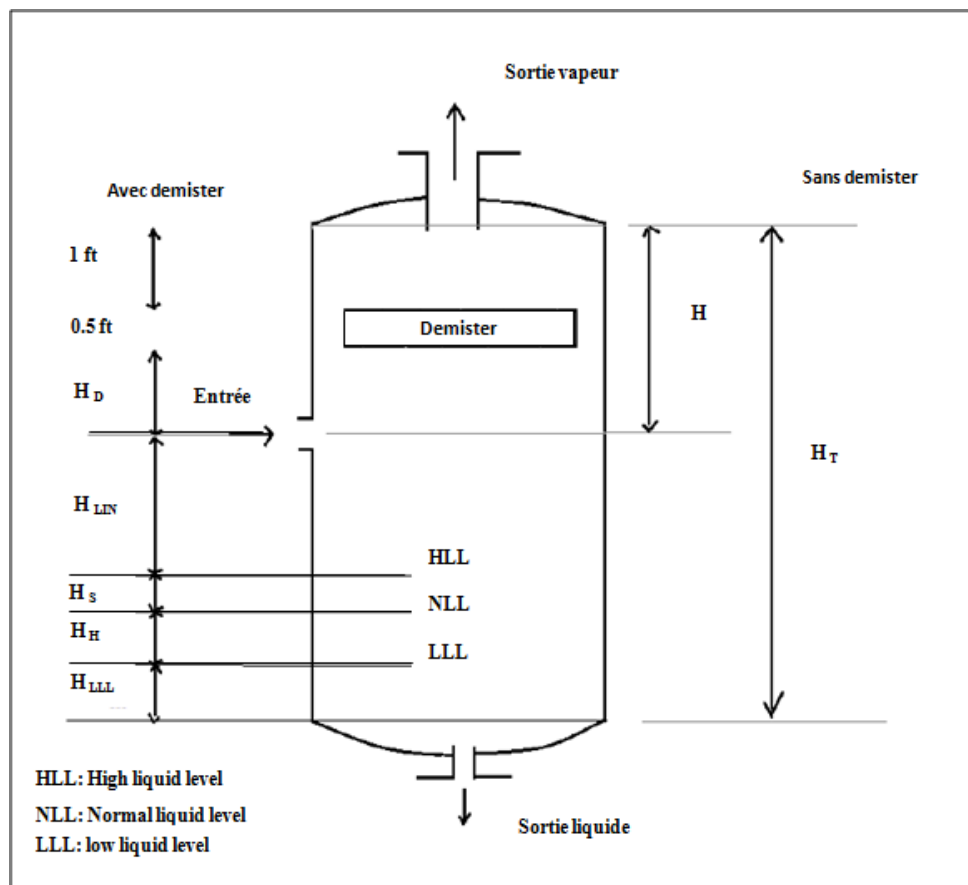 Sortie vapeur
Avec demister
Sans demister
1 ft
0.5 ft
H
Demister
H D
Entrée
H T
H LIN
HLL
H S
NLL
H H
LLL
H LLL
HLL: High liquid level
NLL: Normal liquid level
LLL: low liquid level
Sortie liquide